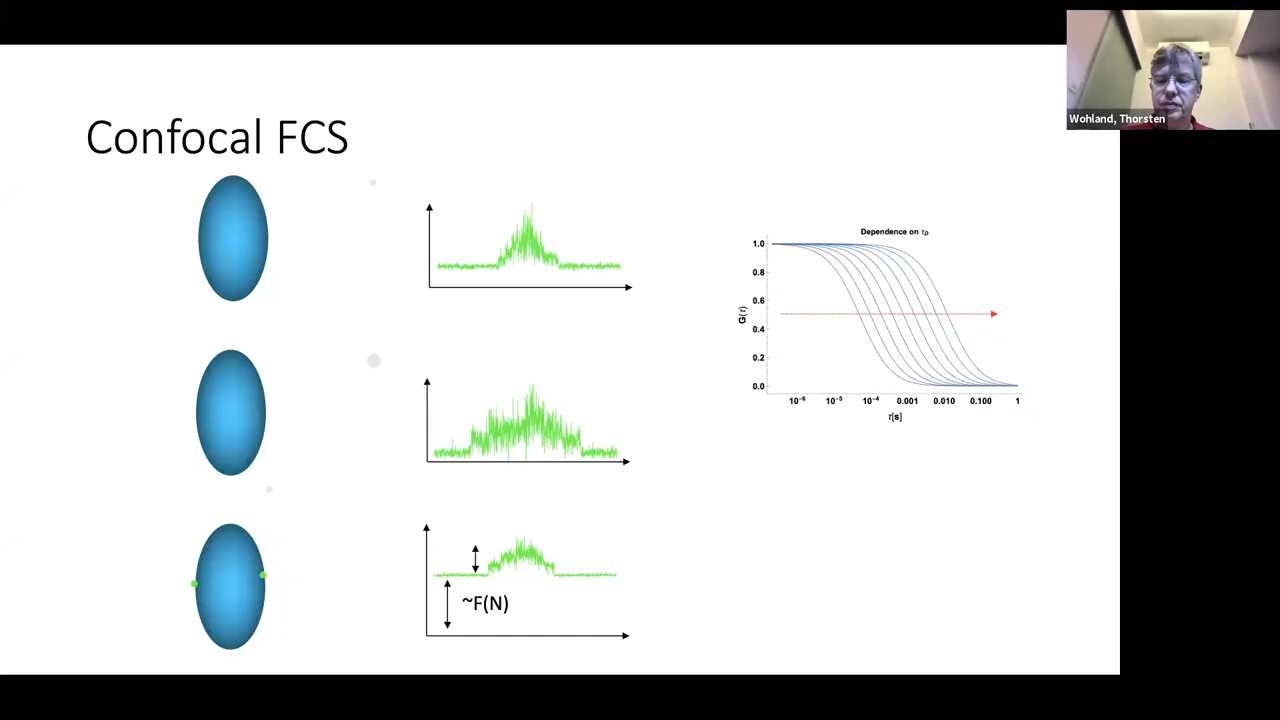 Wohland, Thorsten
Confocal FCS
Dependence on τD
G(τ)
1.0
0.8
0.6
0.4
0.2
0.0
10⁻⁶ 10⁻⁵ 10⁻⁴ 0.001 0.010 0.100 1
τ[s]
~F(N)